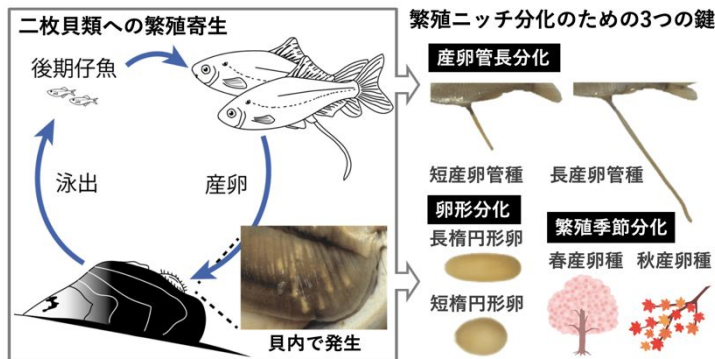 二枚貝類への繁殖寄生
後期仔魚
泳出
産卵
貝内で発生
繁殖ニッチ分化のための3つの鍵
産卵管長分化
短産卵管種 長産卵管種
卵形分化
長楕円形卵
短楕円形卵
繁殖季節分化
春産卵種 秋産卵種